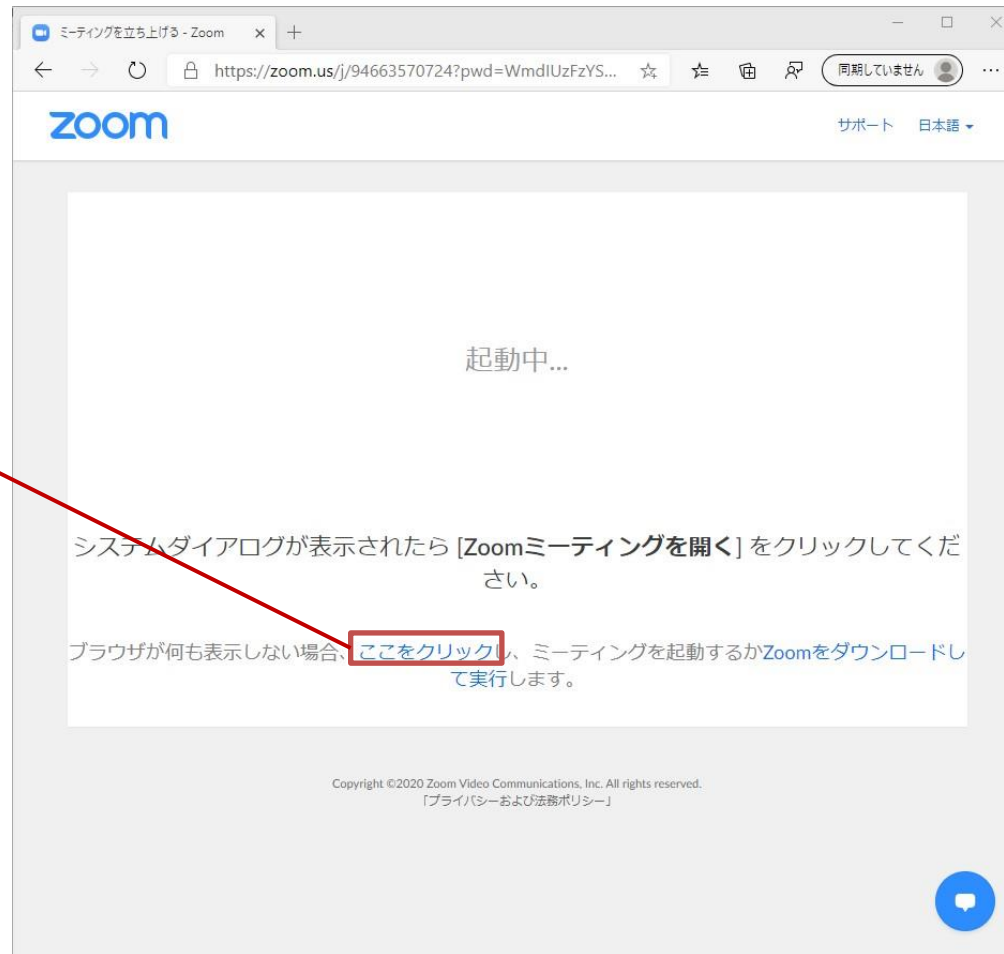 ミーティングを立ち上げる - Zoom
https://zoom.us/j/94663570724?pwd=WmdIUzFzYS...
同期していません
zoom
サポート 日本語
起動中...
システムダイアログが表示されたら [Zoomミーティングを開く] をクリックしてくだ
さい。
ブラウザが何も表示しない場合、ここをクリックし、ミーティングを起動するかZoomをダウンロードし
て実行します。
Copyright ©2020 Zoom Video Communications, Inc. All rights reserved.
「プライバシーおよび法務ポリシー」